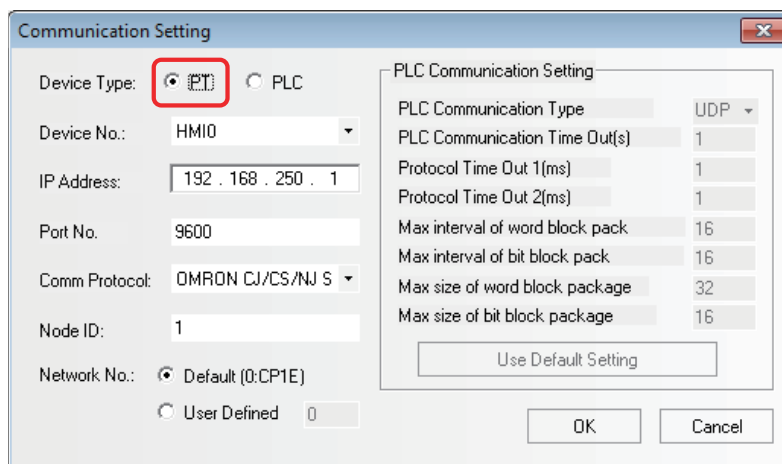 Communication Setting
Device Type: PT PLC
Device No.: HMI0
IP Address: 192 . 168 . 250 . 1
Port No. 9600
Comm Protocol: OMRON CJ/CS/NJ S
Node ID: 1
Network No.: Default (0:CP1E)
User Defined 0
PLC Communication Setting
PLC Communication Type UDP
PLC Communication Time Out(s) 1
Protocol Time Out 1(ms) 1
Protocol Time Out 2(ms) 1
Max interval of word block pack 16
Max interval of bit block pack 16
Max size of word block package 32
Max size of bit block package 16
Use Default Setting
OK Cancel